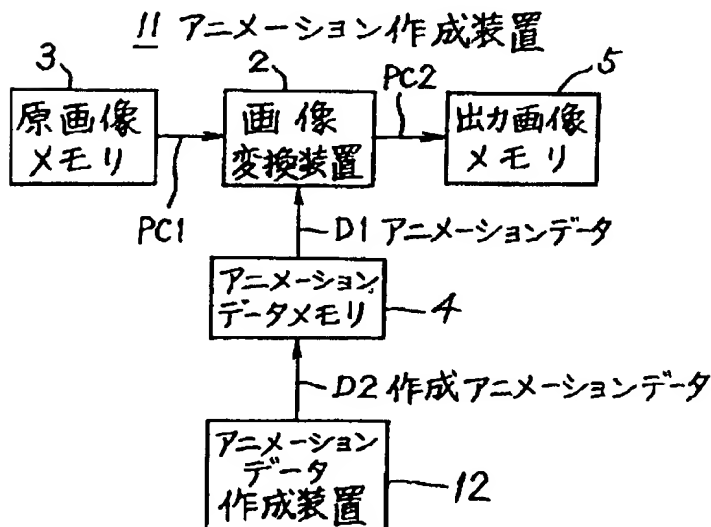 11 アニメーション作成装置
3
2
PC2
5
原画像
メモリ
画像
変換装置
出力画像
メモリ
PC1
D1 アニメーションデータ
アニメーション
データメモリ
4
D2 作成アニメーションデータ
アニメーション
データ
作成装置
12